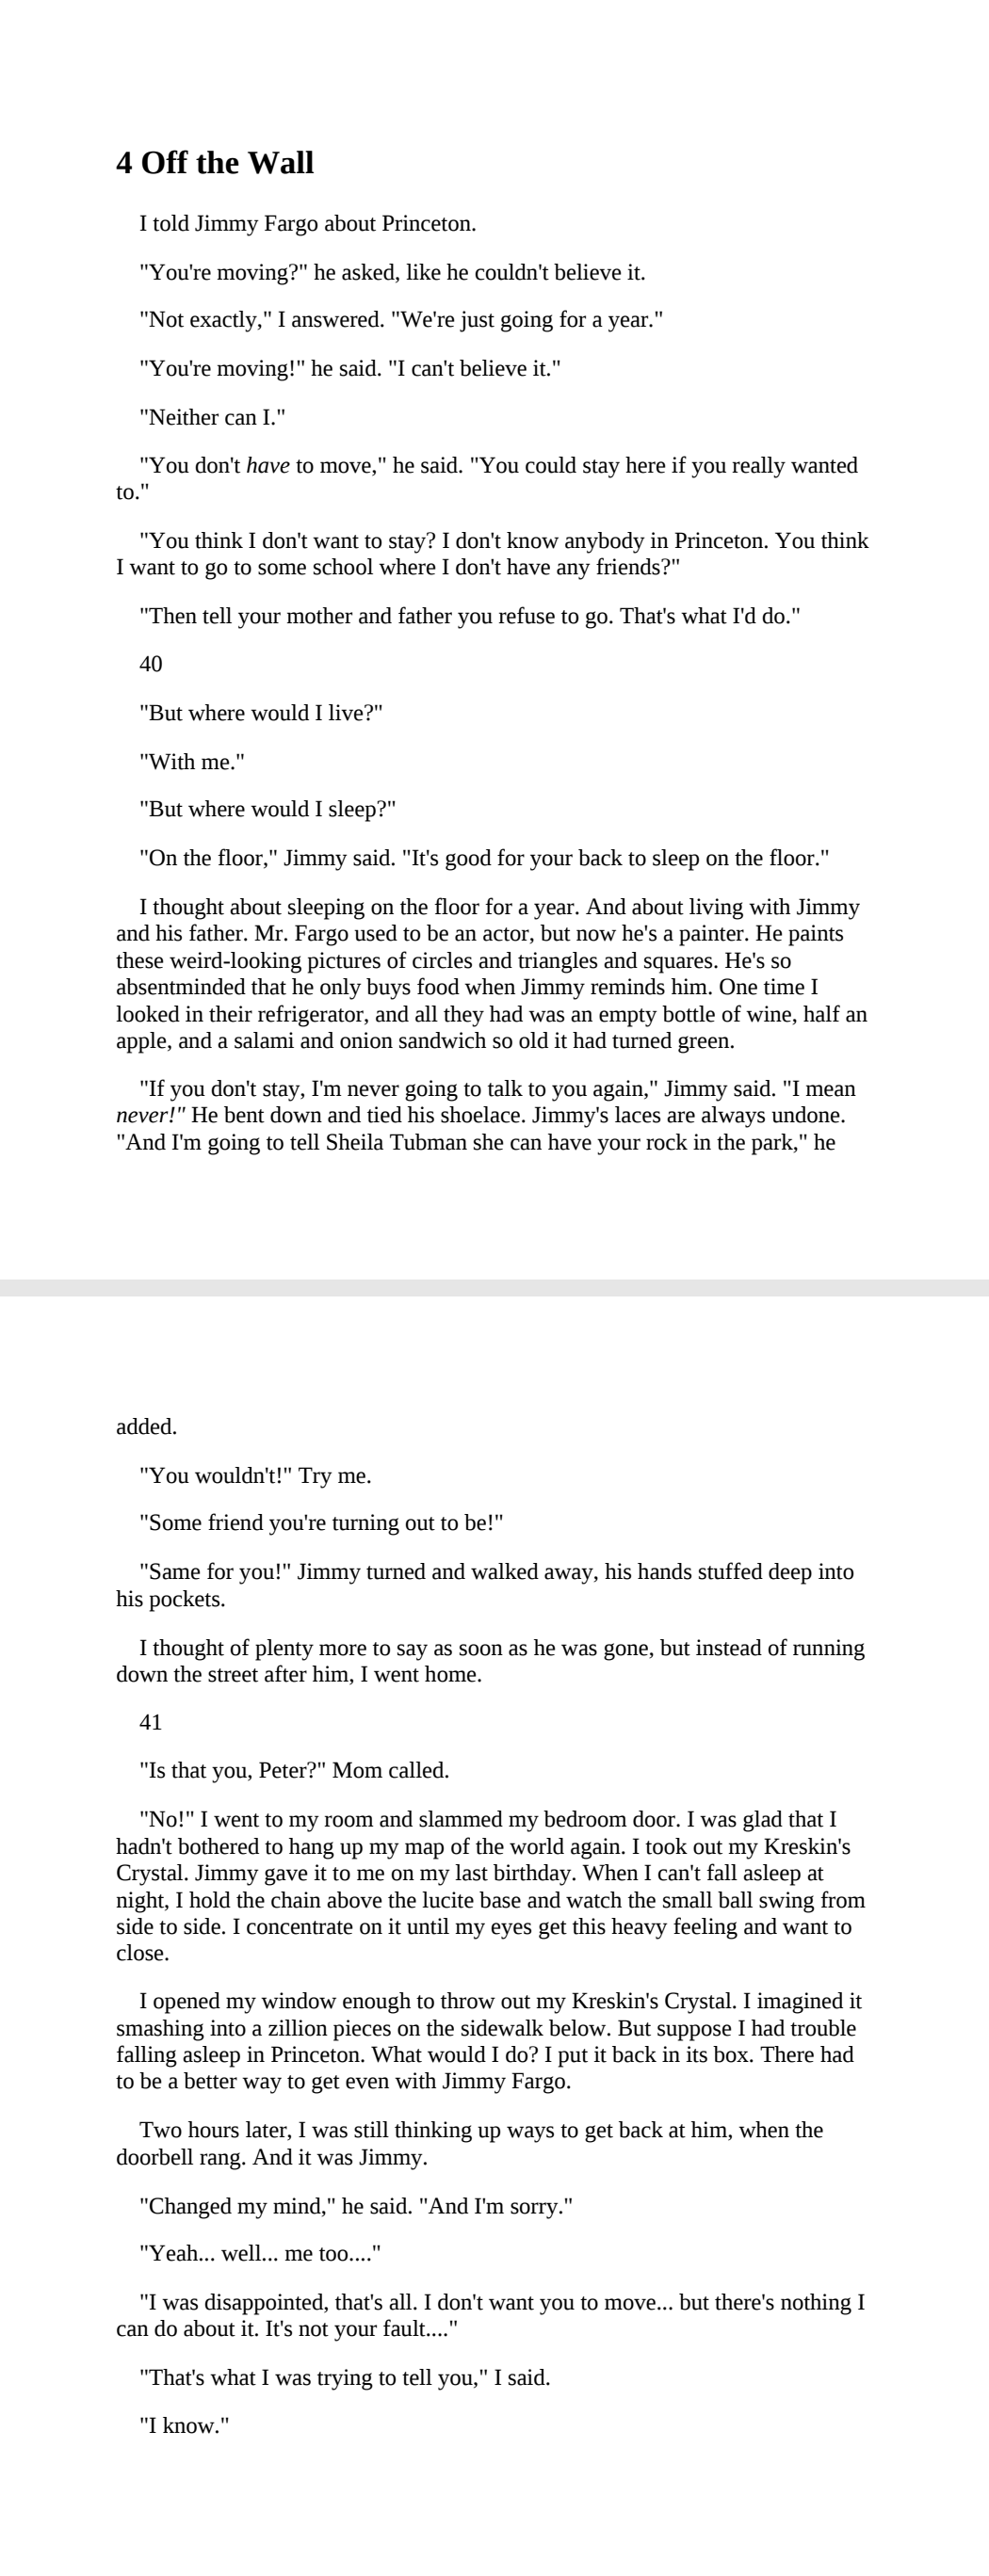 4 Off the Wall
I told Jimmy Fargo about Princeton.
"You're moving?" he asked, like he couldn't believe it.
"Not exactly," I answered. "We're just going for a year."
"You're moving!" he said. "I can't believe it."
"Neither can I."
"You don't have to move," he said. "You could stay here if you really wanted
to."
"You think I don't want to stay? I don't know anybody in Princeton. You think
I want to go to some school where I don't have any friends?"
"Then tell your mother and father you refuse to go. That's what I'd do."
40
"But where would I live?"
"With me."
"But where would I sleep?"
"On the floor," Jimmy said. "It's good for your back to sleep on the floor."
I thought about sleeping on the floor for a year. And about living with Jimmy
and his father. Mr. Fargo used to be an actor, but now he's a painter. He paints
these weird-looking pictures of circles and triangles and squares. He's so
absentminded that he only buys food when Jimmy reminds him. One time I
looked in their refrigerator, and all they had was an empty bottle of wine, half an
apple, and a salami and onion sandwich so old it had turned green.
"If you don't stay, I'm never going to talk to you again," Jimmy said. "I mean
never!" He bent down and tied his shoelace. Jimmy's laces are always undone.
"And I'm going to tell Sheila Tubman she can have your rock in the park," he
added.
"You wouldn't!" Try me.
"Some friend you're turning out to be!"
"Same for you!" Jimmy turned and walked away, his hands stuffed deep into
his pockets.
I thought of plenty more to say as soon as he was gone, but instead of running
down the street after him, I went home.
41
"Is that you, Peter?" Mom called.
"No!" I went to my room and slammed my bedroom door. I was glad that I
hadn't bothered to hang up my map of the world again. I took out my Kreskin's
Crystal. Jimmy gave it to me on my last birthday. When I can't fall asleep at
night, I hold the chain above the lucite base and watch the small ball swing from
side to side. I concentrate on it until my eyes get this heavy feeling and want to
close.
I opened my window enough to throw out my Kreskin's Crystal. I imagined it
smashing into a zillion pieces on the sidewalk below. But suppose I had trouble
falling asleep in Princeton. What would I do? I put it back in its box. There had
to be a better way to get even with Jimmy Fargo.
Two hours later, I was still thinking up ways to get back at him, when the
doorbell rang. And it was Jimmy.
"Changed my mind," he said. "And I'm sorry."
"Yeah... well... me too...."
"I was disappointed, that's all. I don't want you to move... but there's nothing I
can do about it. It's not your fault...."
"That's what I was trying to tell you," I said.
"I know."